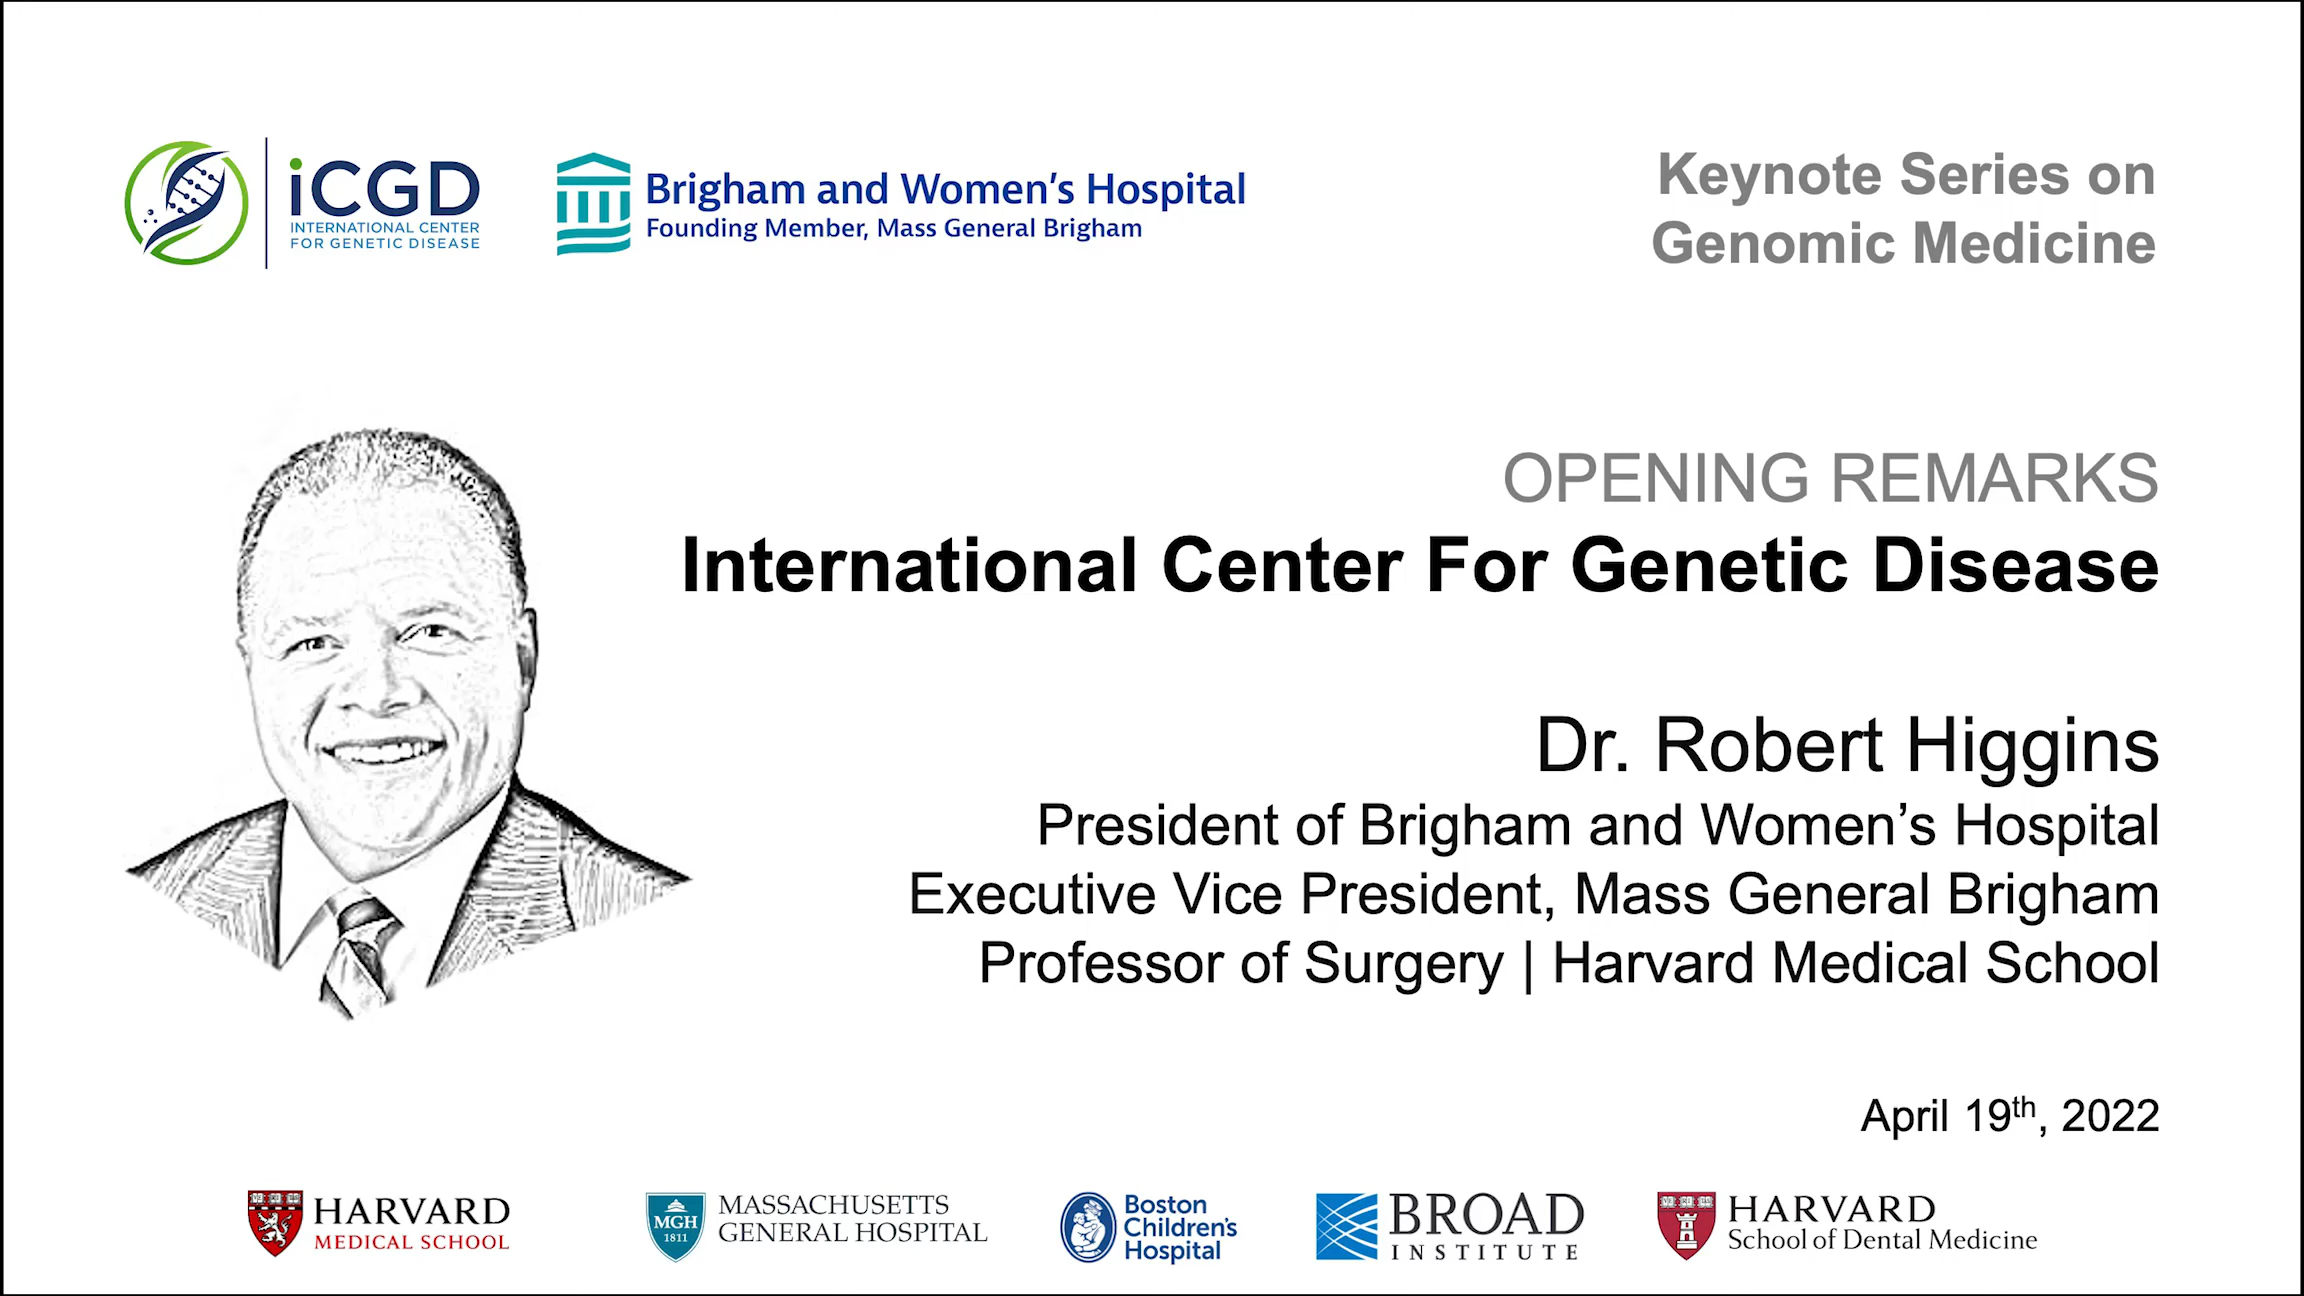 iCGD
INTERNATIONAL CENTER
FOR GENETIC DISEASE
Brigham and Women's Hospital
Founding Member, Mass General Brigham
Keynote Series on
Genomic Medicine
OPENING REMARKS
International Center For Genetic Disease
Dr. Robert Higgins
President of Brigham and Women's Hospital
Executive Vice President, Mass General Brigham
Professor of Surgery | Harvard Medical School
April 19th, 2022
HARVARD
MEDICAL SCHOOL
MGH
1811
MASSACHUSETTS
GENERAL HOSPITAL
Boston
Children's
Hospital
BROAD
INSTITUTE
HARVARD
School of Dental Medicine